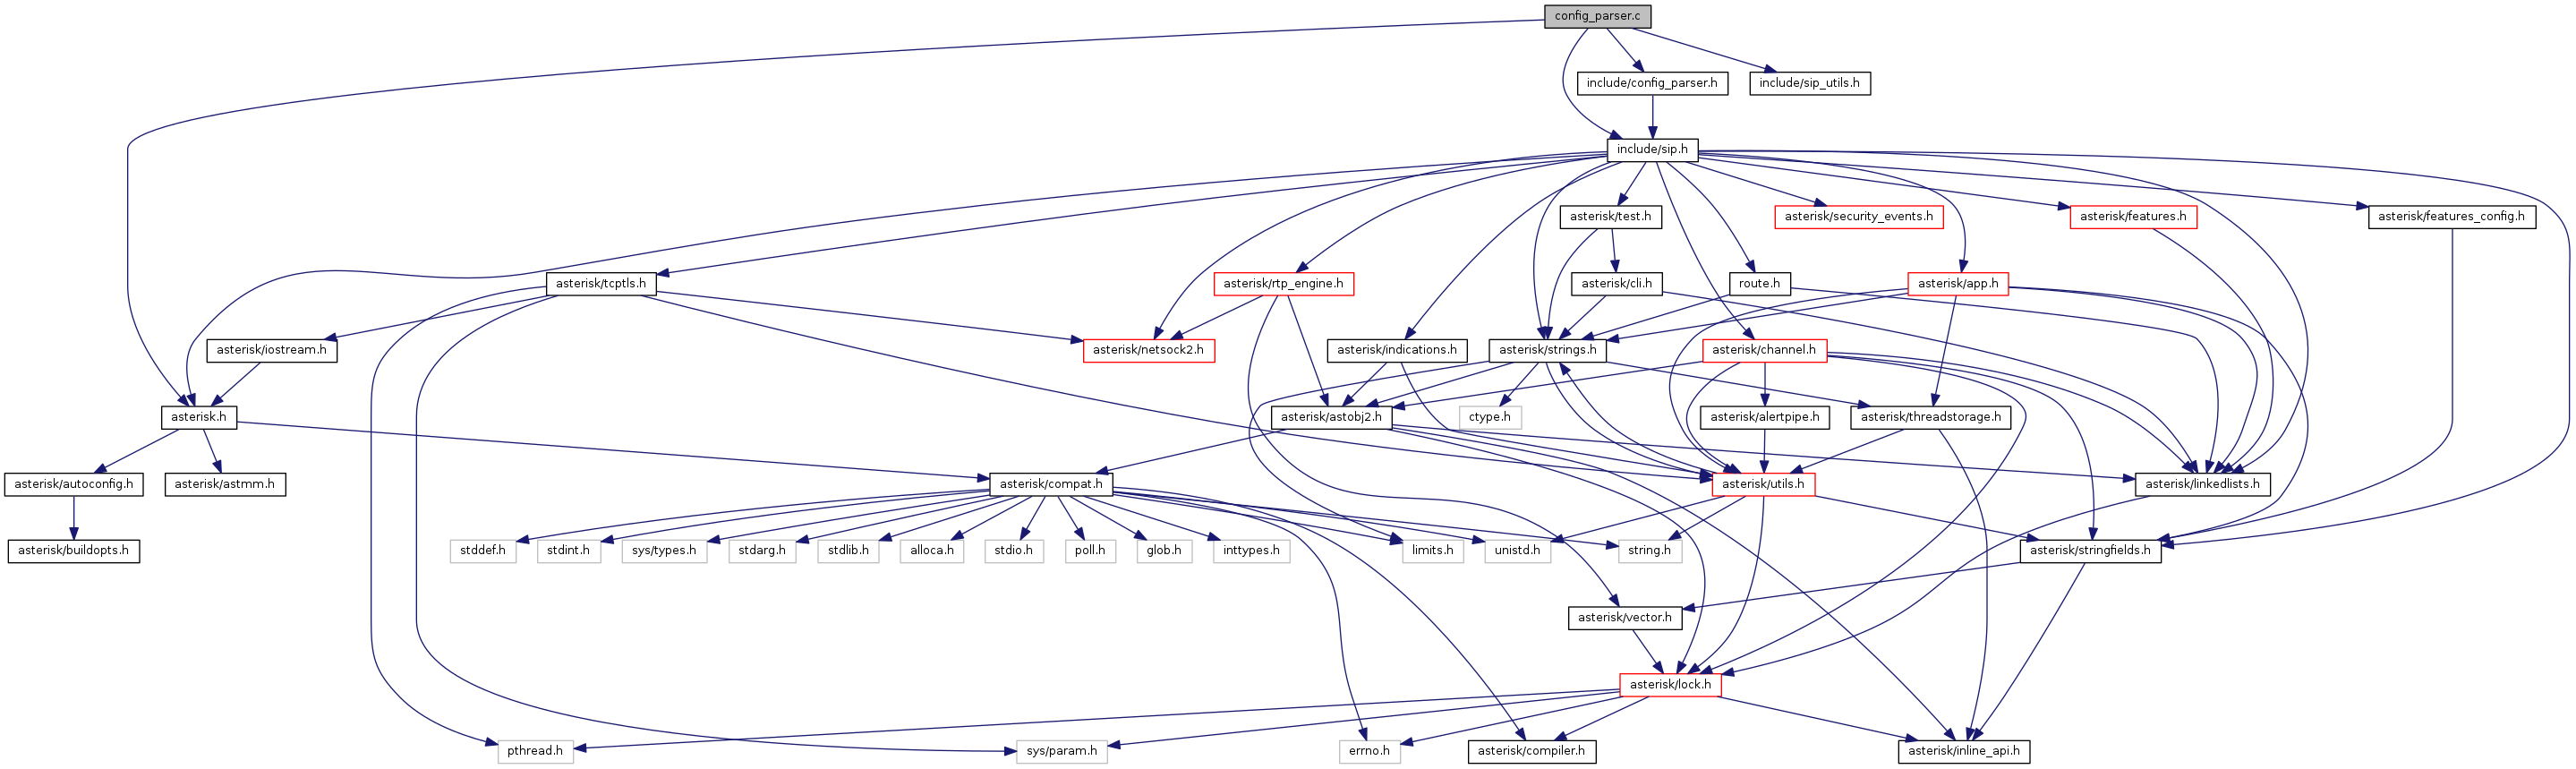 config_parser.c
include/config_parser.h
include/sip_utils.h
include/sip.h
asterisk/test.h
asterisk/security_events.h
asterisk/features.h
asterisk/features_config.h
asterisk/tcptls.h
asterisk/rtp_engine.h
asterisk/cli.h
route.h
asterisk/app.h
asterisk/iostream.h
asterisk/netsock2.h
asterisk/indications.h
asterisk/strings.h
asterisk/channel.h
asterisk.h
asterisk/astobj2.h
ctype.h
asterisk/alertpipe.h
asterisk/threadstorage.h
asterisk/autoconfig.h
asterisk/astmm.h
asterisk/compat.h
asterisk/utils.h
asterisk/linkedlists.h
asterisk/buildopts.h
stddef.h
stdint.h
sys/types.h
stdarg.h
stdlib.h
alloca.h
stdio.h
poll.h
glob.h
inttypes.h
limits.h
unistd.h
string.h
asterisk/stringfields.h
asterisk/vector.h
asterisk/lock.h
pthread.h
sys/param.h
errno.h
asterisk/compiler.h
asterisk/inline_api.h